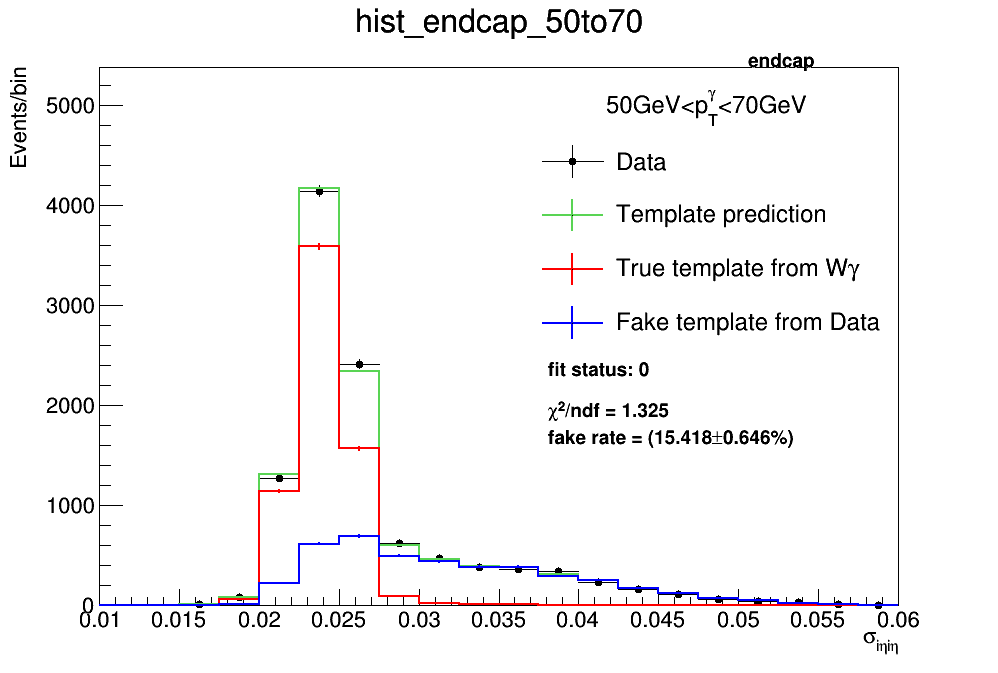 hist_endcap_50to70
Events/bin
endcap
50GeV<p_T^γ<70GeV
Data
Template prediction
True template from Wγ
Fake template from Data
fit status: 0
χ²/ndf = 1.325
fake rate = (15.418±0.646%)
5000
4000
3000
2000
1000
0
0.01 0.015 0.02 0.025 0.03 0.035 0.04 0.045 0.05 0.055 0.06
σ_iηiη